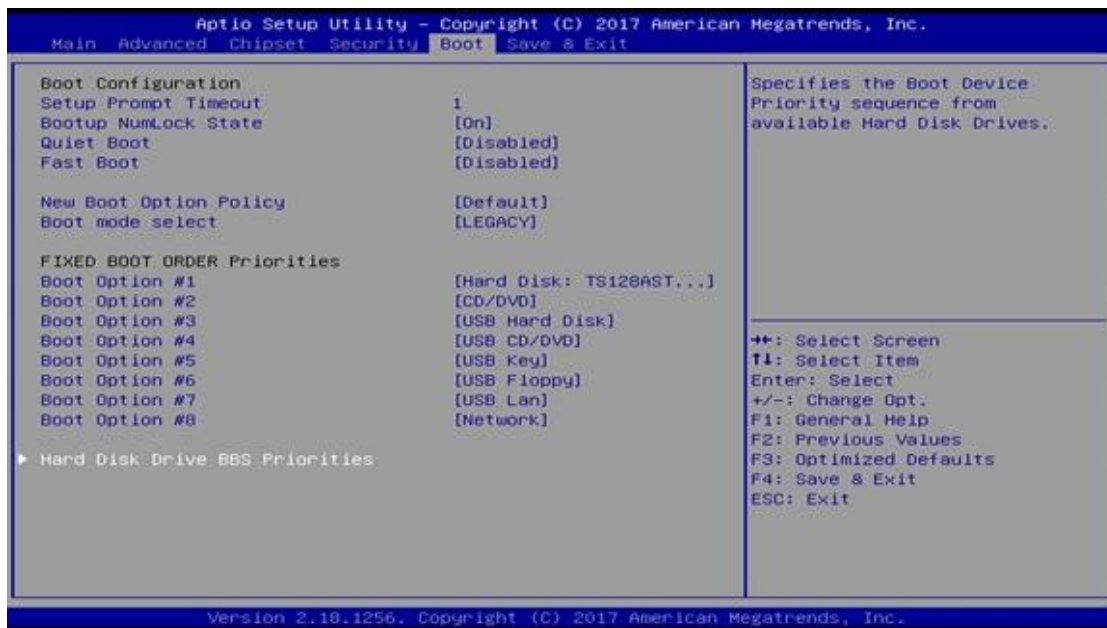 Aptio Setup Utility - Copyright (C) 2017 American Megatrends, Inc.
Main Advanced Chipset Security Boot Save & Exit
Boot Configuration
Setup Prompt Timeout 1
Bootup NumLock State [On]
Quiet Boot [Disabled]
Fast Boot [Disabled]
New Boot Option Policy [Default]
Boot mode select [LEGACY]
FIXED BOOT ORDER Priorities
Boot Option #1 [Hard Disk: TS128AST...]
Boot Option #2 [CD/DVD]
Boot Option #3 [USB Hard Disk]
Boot Option #4 [USB CD/DVD]
Boot Option #5 [USB Key]
Boot Option #6 [USB Floppy]
Boot Option #7 [USB Lan]
Boot Option #8 [Network]
▶ Hard Disk Drive BBS Priorities
Specifies the Boot Device
Priority sequence from
available Hard Disk Drives.
→←: Select Screen
↑↓: Select Item
Enter: Select
+/-: Change Opt.
F1: General Help
F2: Previous Values
F3: Optimized Defaults
F4: Save & Exit
ESC: Exit
Version 2.18.1256. Copyright (C) 2017 American Megatrends, Inc.